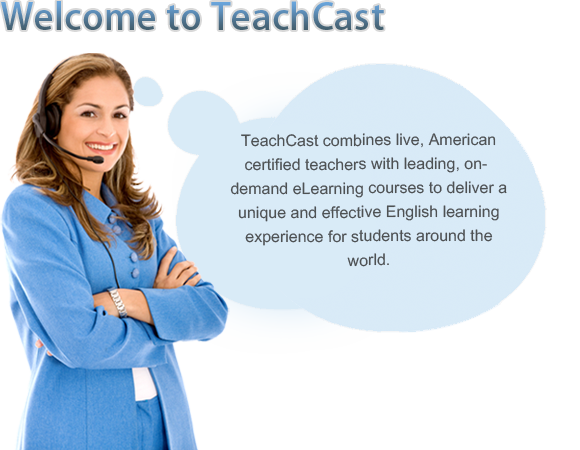 Welcome to TeachCast
TeachCast combines live, American
certified teachers with leading, on-
demand eLearning courses to deliver a
unique and effective English learning
experience for students around the
world.